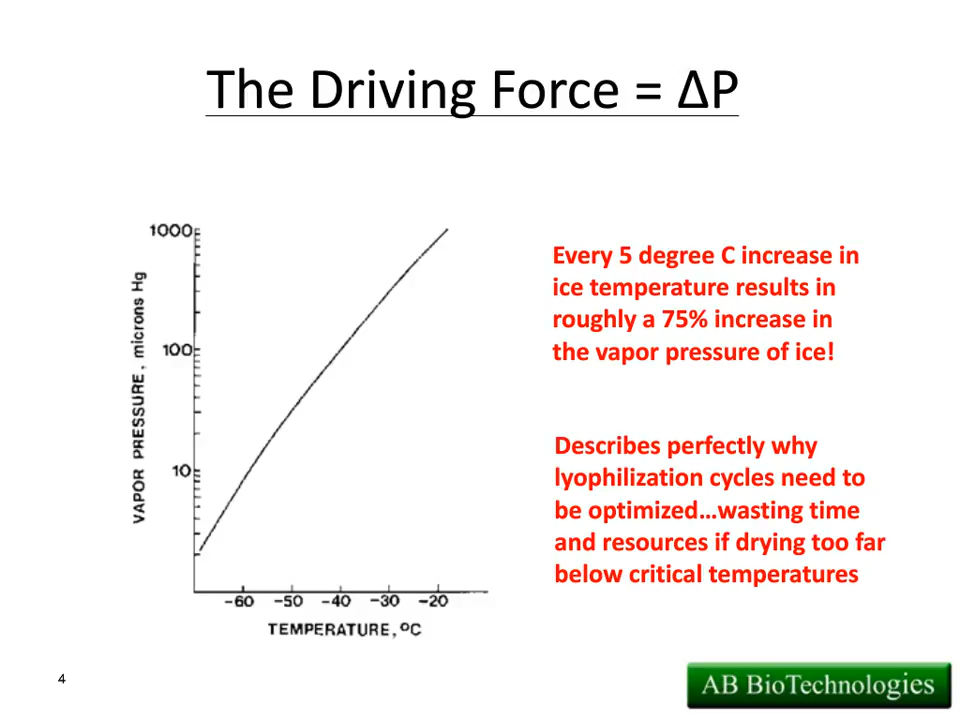 The Driving Force = ΔP
1000
100
10
VAPOR PRESSURE, microns Hg
-60 -50 -40 -30 -20
TEMPERATURE, ºC
Every 5 degree C increase in
ice temperature results in
roughly a 75% increase in
the vapor pressure of ice!
Describes perfectly why
lyophilization cycles need to
be optimized…wasting time
and resources if drying too far
below critical temperatures
4
AB BioTechnologies